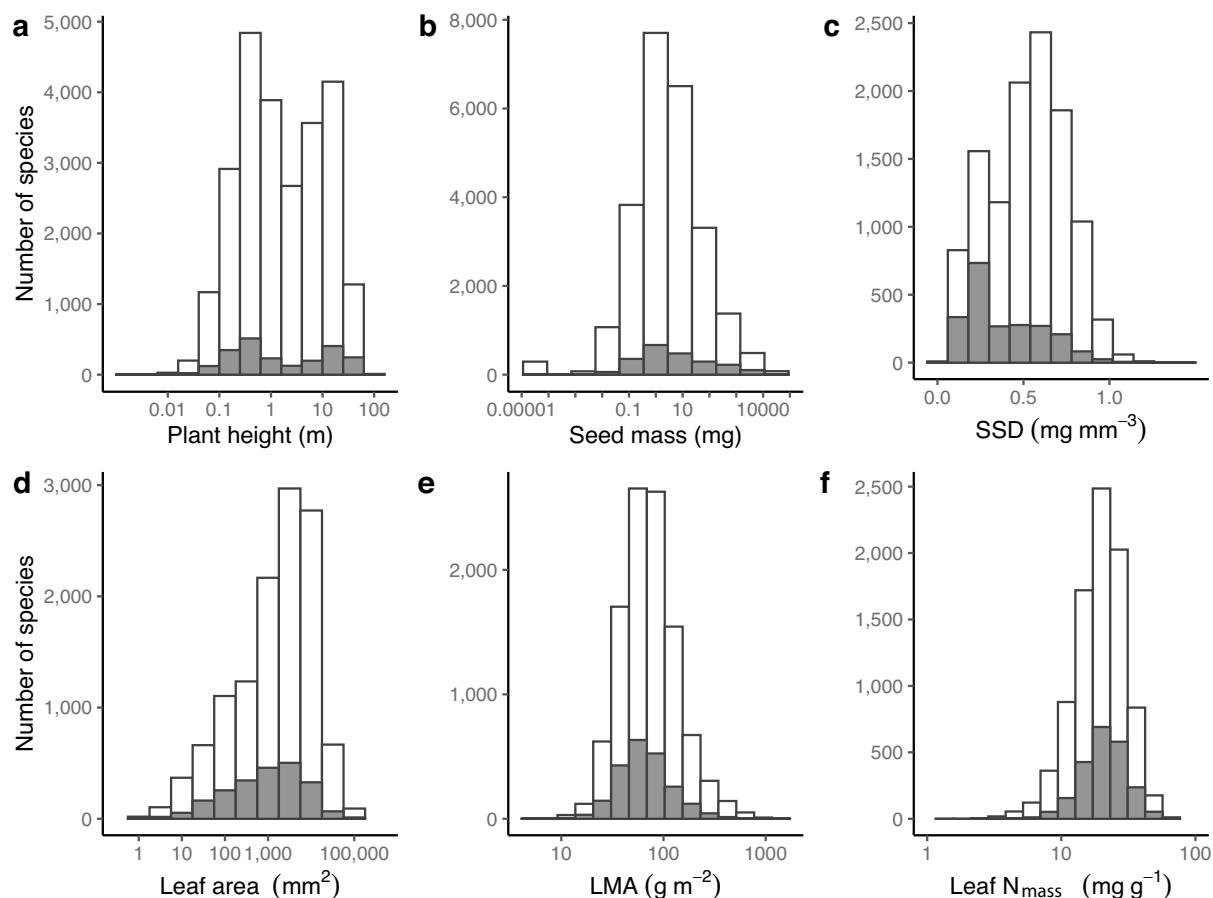 a
Number of species
5,000
4,000
3,000
2,000
1,000
0
0.01 0.1 1 10 100
Plant height (m)
b
8,000
6,000
4,000
2,000
0
0.00001 0.1 10 10000
Seed mass (mg)
c
2,500
2,000
1,500
1,000
500
0
0.0 0.5 1.0
SSD (mg mm⁻³)
d
Number of species
3,000
2,000
1,000
0
1 10 100 1,000 100,000
Leaf area (mm²)
e
2,000
1,000
0
10 100 1000
LMA (g m⁻²)
f
2,500
2,000
1,500
1,000
500
0
1 10 100
Leaf Nmass (mg g⁻¹)